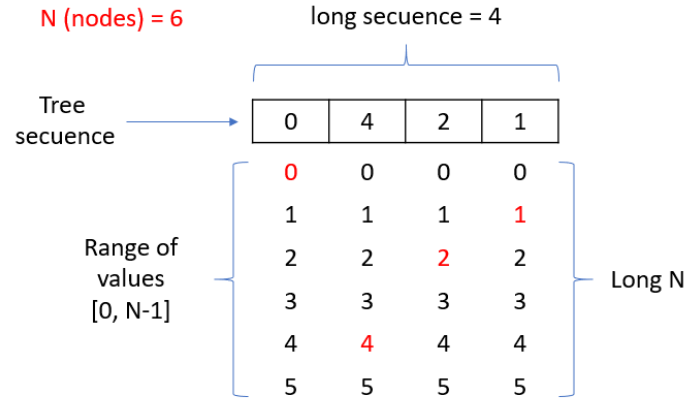 N (nodes) = 6
long secuence = 4
Tree
secuence
0 4 2 1
0 0 0 0
1 1 1 1
2 2 2 2
3 3 3 3
4 4 4 4
5 5 5 5
Range of
values
[0, N-1]
Long N